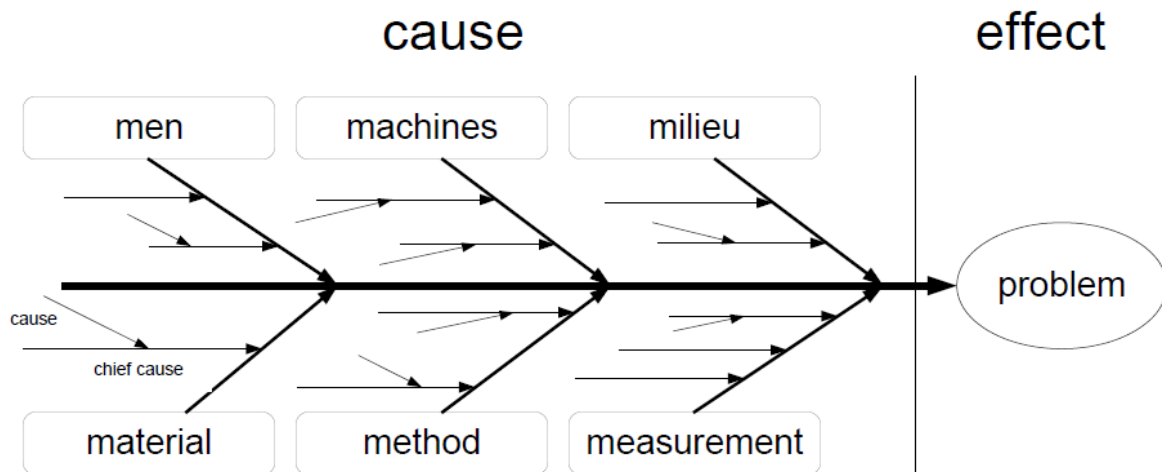 cause
effect
men
machines
milieu
problem
cause
chief cause
material
method
measurement